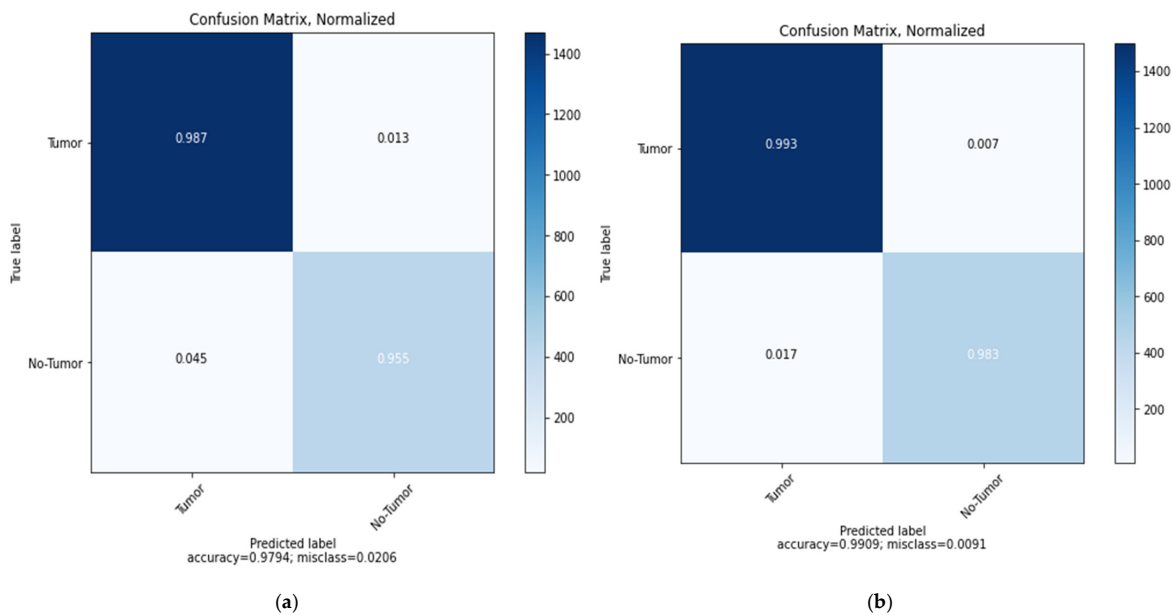 Confusion Matrix, Normalized
Tumor
No-Tumor
True label
0.987
0.013
0.045
0.955
Tumor
No-Tumor
Predicted label
accuracy=0.9794; misclass=0.0206
1400
1200
1000
800
600
400
200
(a)
Confusion Matrix, Normalized
Tumor
No-Tumor
True label
0.993
0.007
0.017
0.983
Tumor
No-Tumor
Predicted label
accuracy=0.9909; misclass=0.0091
1400
1200
1000
800
600
400
200
(b)